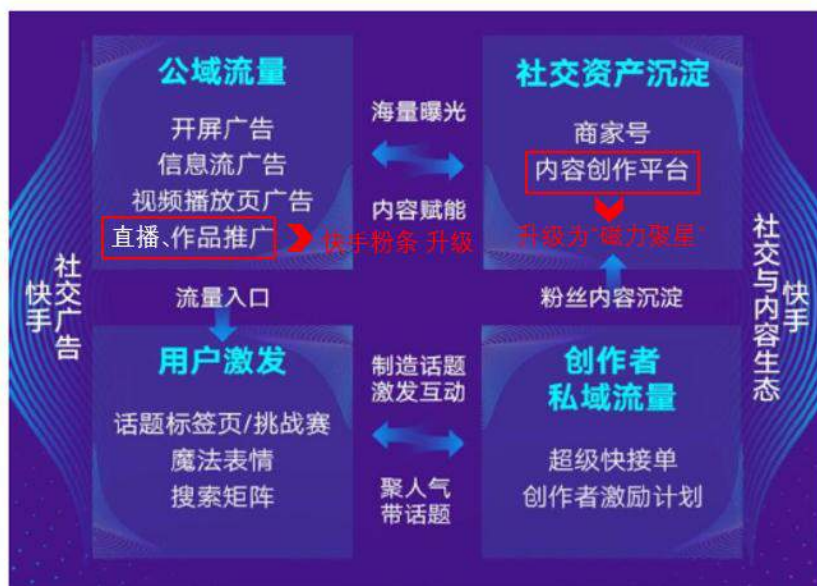 公域流量
开屏广告
信息流广告
视频播放页广告
直播、作品推广
快手粉条 升级
海量曝光
内容赋能
社交资产沉淀
商家号
内容创作平台
升级为“磁力聚星”
快手
社交广告
流量入口
粉丝内容沉淀
快手
社交与内容生态
用户激发
话题标签页/挑战赛
魔法表情
搜索矩阵
制造话题
激发互动
聚人气
带话题
创作者
私域流量
超级快接单
创作者激励计划